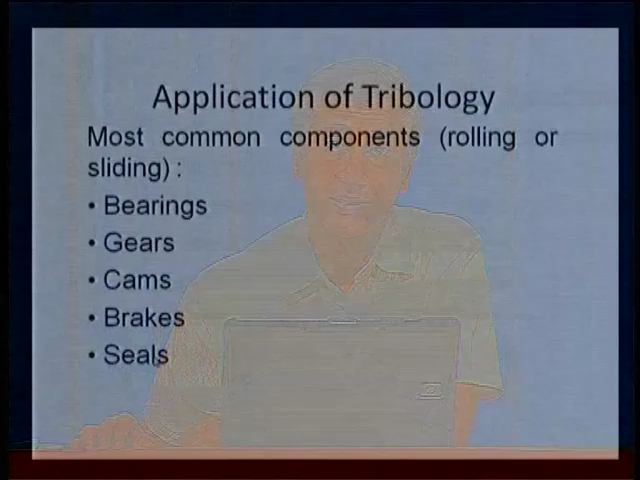 Application of Tribology
Most common components (rolling or
sliding) :
• Bearings
• Gears
• Cams
• Brakes
• Seals